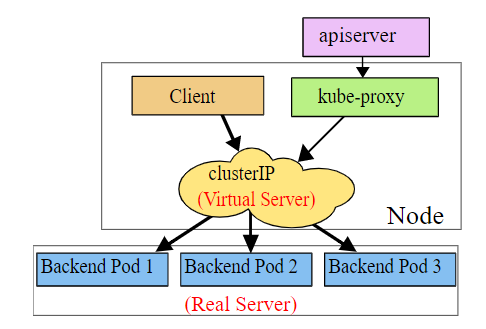 apiserver
Client
kube-proxy
clusterIP
(Virtual Server)
Node
Backend Pod 1
Backend Pod 2
Backend Pod 3
(Real Server)